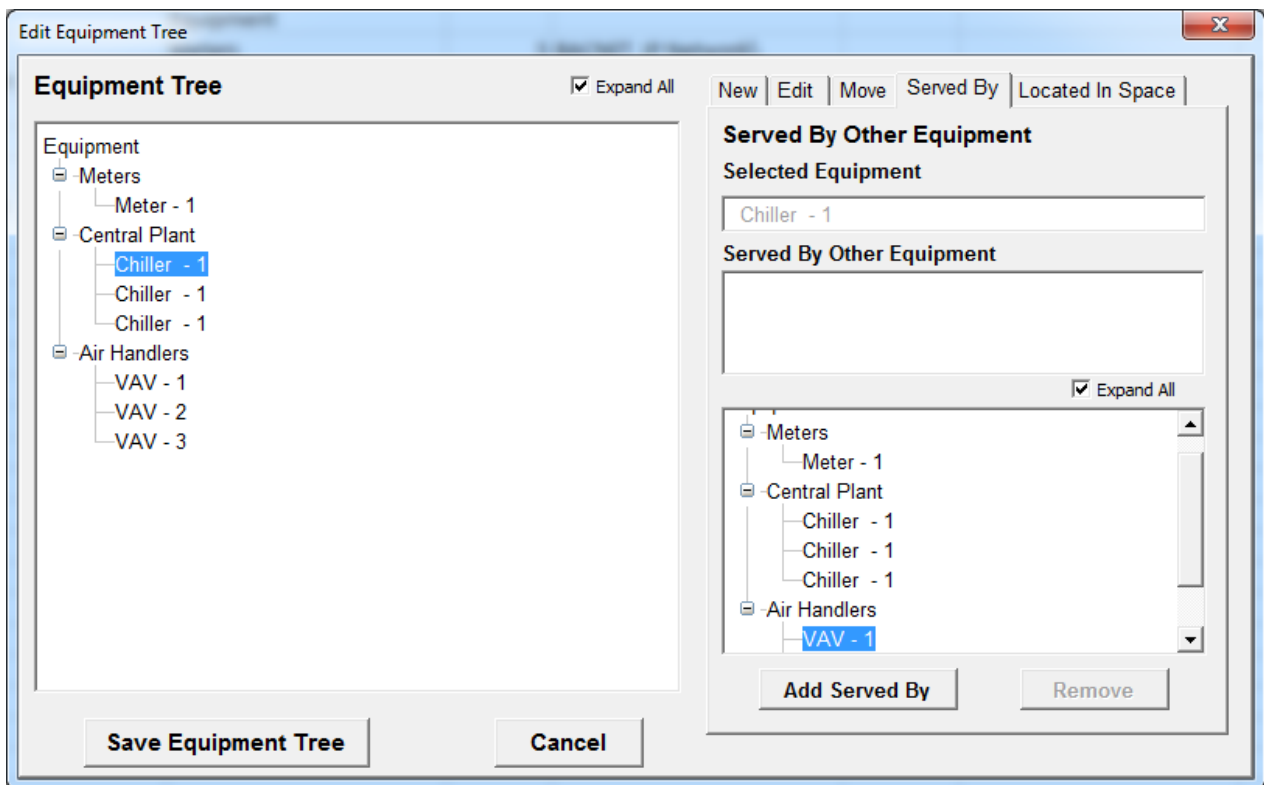 Edit Equipment Tree
Equipment Tree
Expand All
Equipment
Meters
Meter - 1
Central Plant
Chiller - 1
Chiller - 1
Chiller - 1
Air Handlers
VAV - 1
VAV - 2
VAV - 3
Save Equipment Tree
Cancel
New
Edit
Move
Served By
Located In Space
Served By Other Equipment
Selected Equipment
Chiller - 1
Served By Other Equipment
Expand All
Meters
Meter - 1
Central Plant
Chiller - 1
Chiller - 1
Chiller - 1
Air Handlers
VAV - 1
Add Served By
Remove